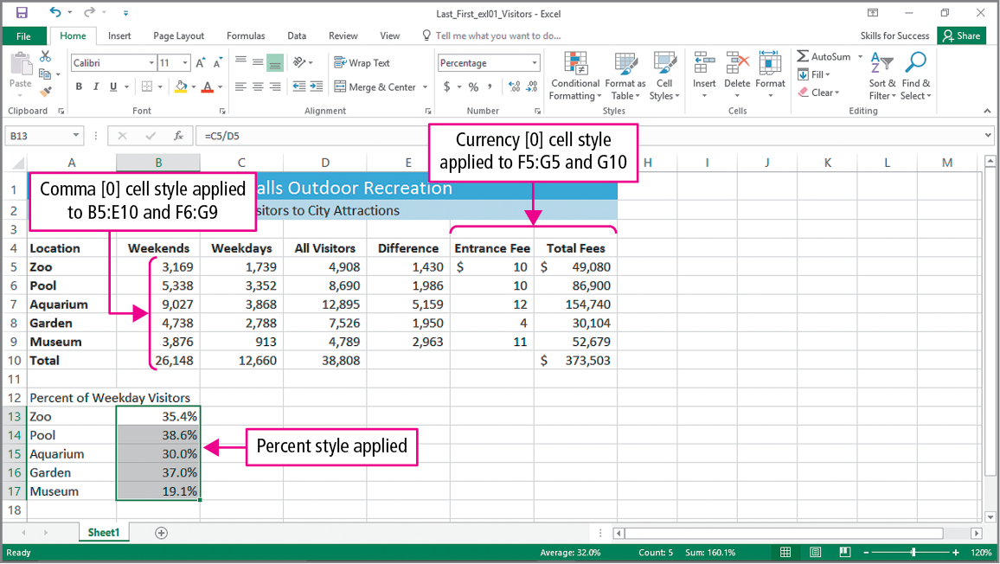 Last_First_exl01_Visitors - Excel
File Home Insert Page Layout Formulas Data Review View Tell me what you want to do... Skills for Success Share
Calibri 11 Wrap Text Percentage AutoSum
Paste Conditional Format as Cell Insert Delete Format Fill Sort & Find &
B I U A Merge & Center $ % , Formatting Table Styles Clear Filter Select
Clipboard Font Alignment Number Styles Cells Editing
B13 fx =C5/D5
Currency [0] cell style
applied to F5:G5 and G10
A B C D E H I J K L M
Comma [0] cell style applied
to B5:E10 and F6:G9
1 alls Outdoor Recreation
2 sitors to City Attractions
3
4 Location Weekends Weekdays All Visitors Difference Entrance Fee Total Fees
5 Zoo 3,169 1,739 4,908 1,430 $ 10 $ 49,080
6 Pool 5,338 3,352 8,690 1,986 10 86,900
7 Aquarium 9,027 3,868 12,895 5,159 12 154,740
8 Garden 4,738 2,788 7,526 1,950 4 30,104
9 Museum 3,876 913 4,789 2,963 11 52,679
10 Total 26,148 12,660 38,808 $ 373,503
11
12 Percent of Weekday Visitors
13 Zoo 35.4%
14 Pool 38.6%
15 Aquarium 30.0%
16 Garden 37.0%
17 Museum 19.1%
18
Percent style applied
Sheet1
Ready Average: 32.0% Count: 5 Sum: 160.1% 120%